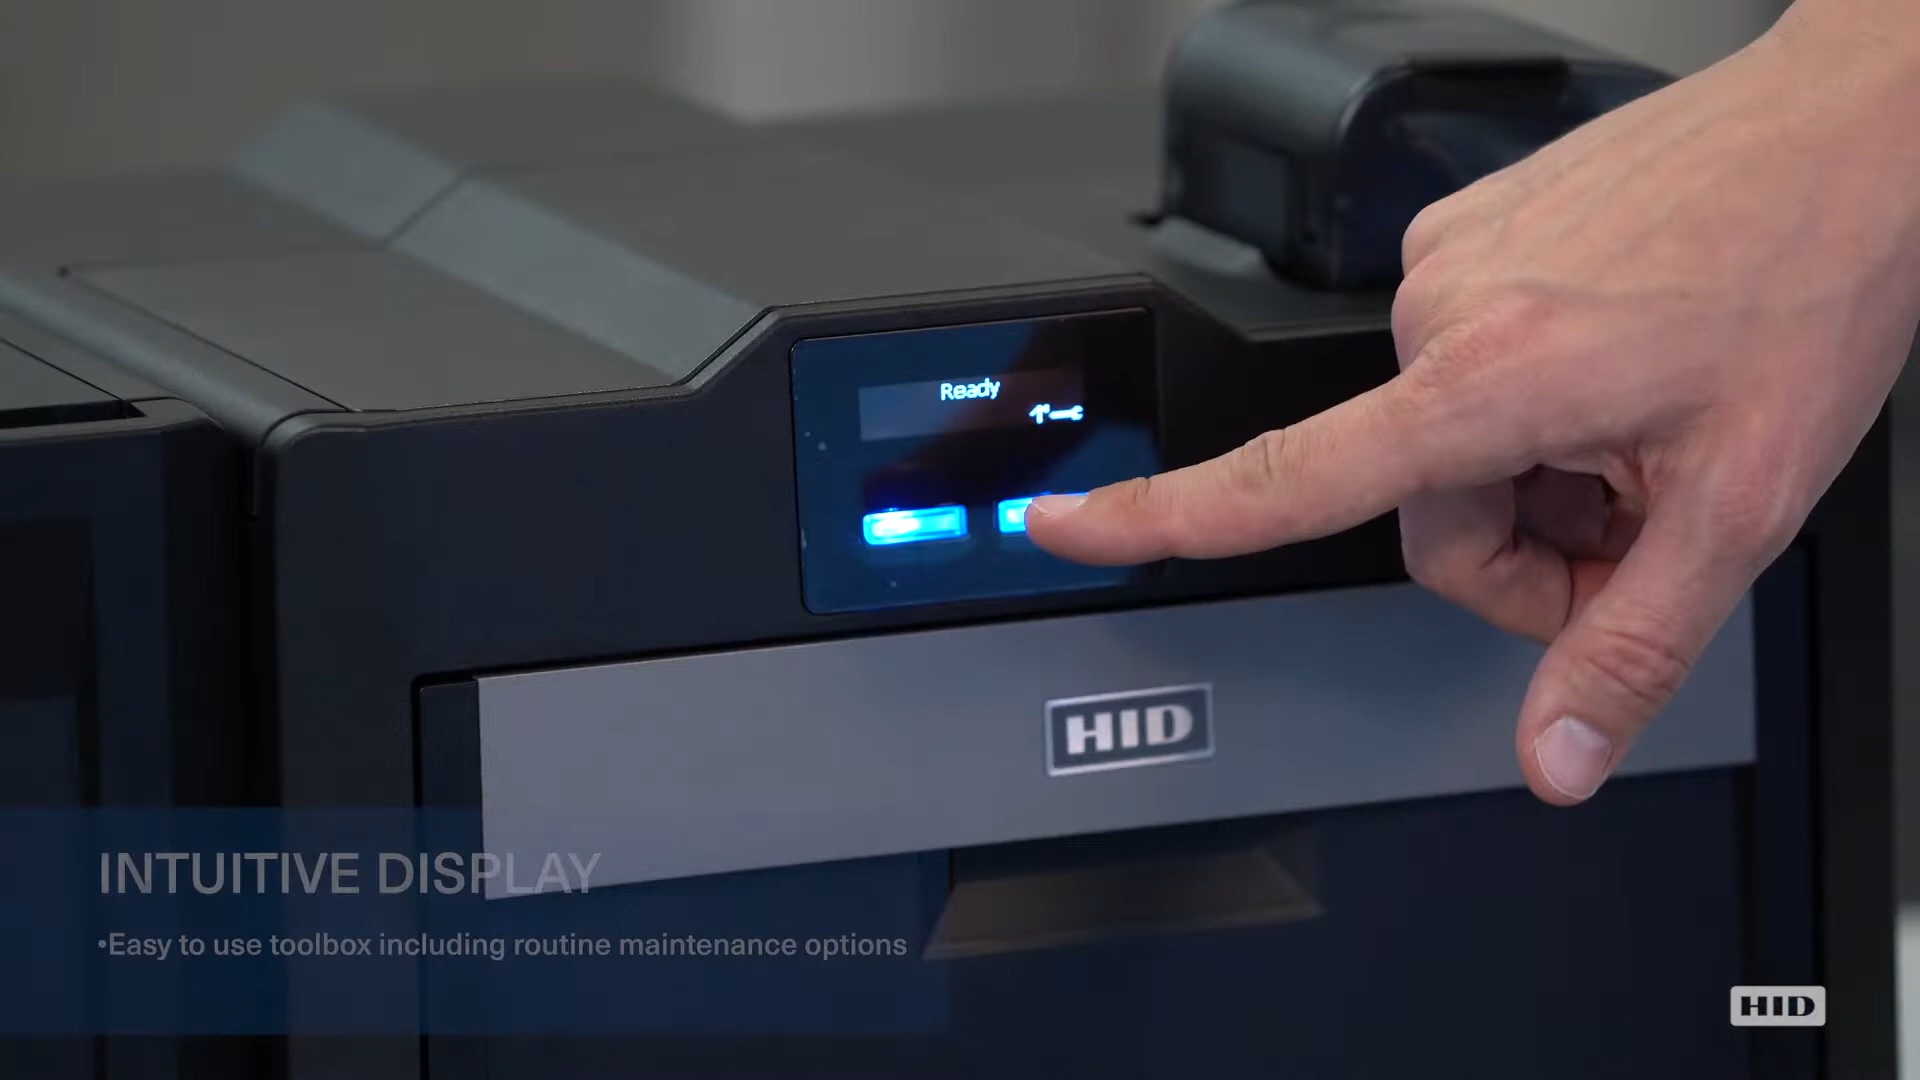 Ready
HID
INTUITIVE DISPLAY
•Easy to use toolbox including routine maintenance options
HID